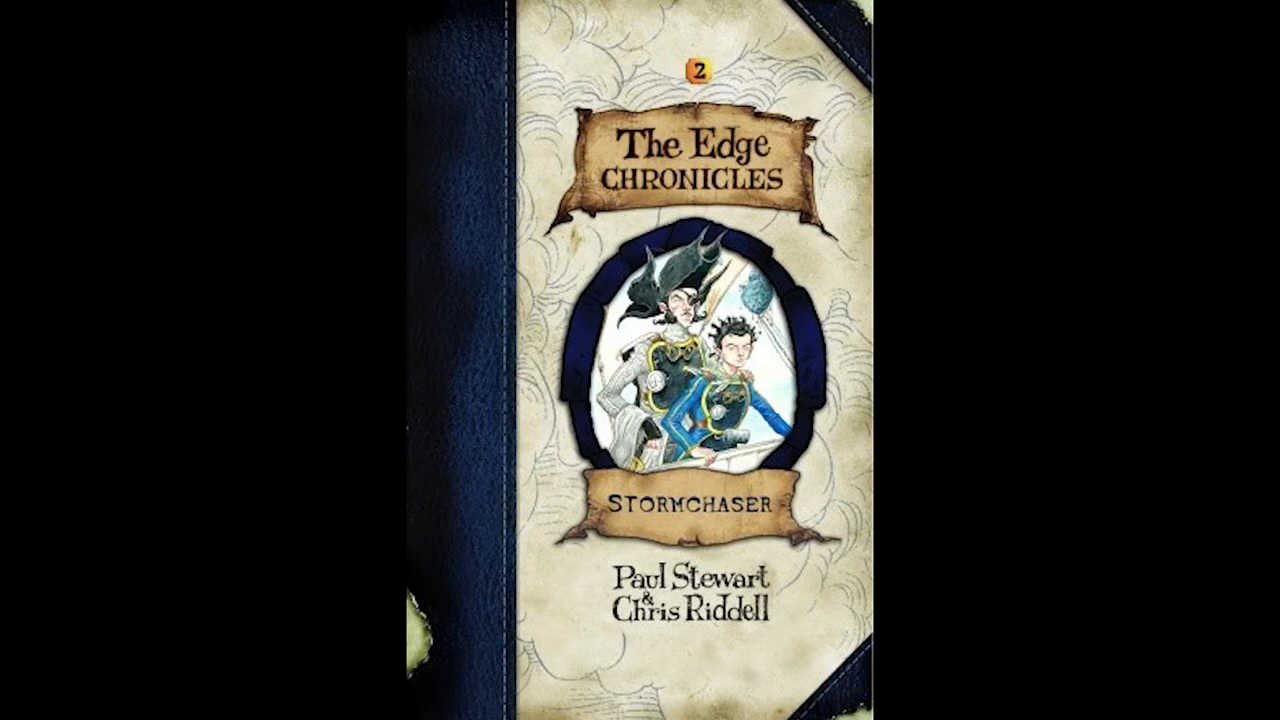 2
The Edge
CHRONICLES
STORMCHASER
Paul Stewart
&
Chris Riddell